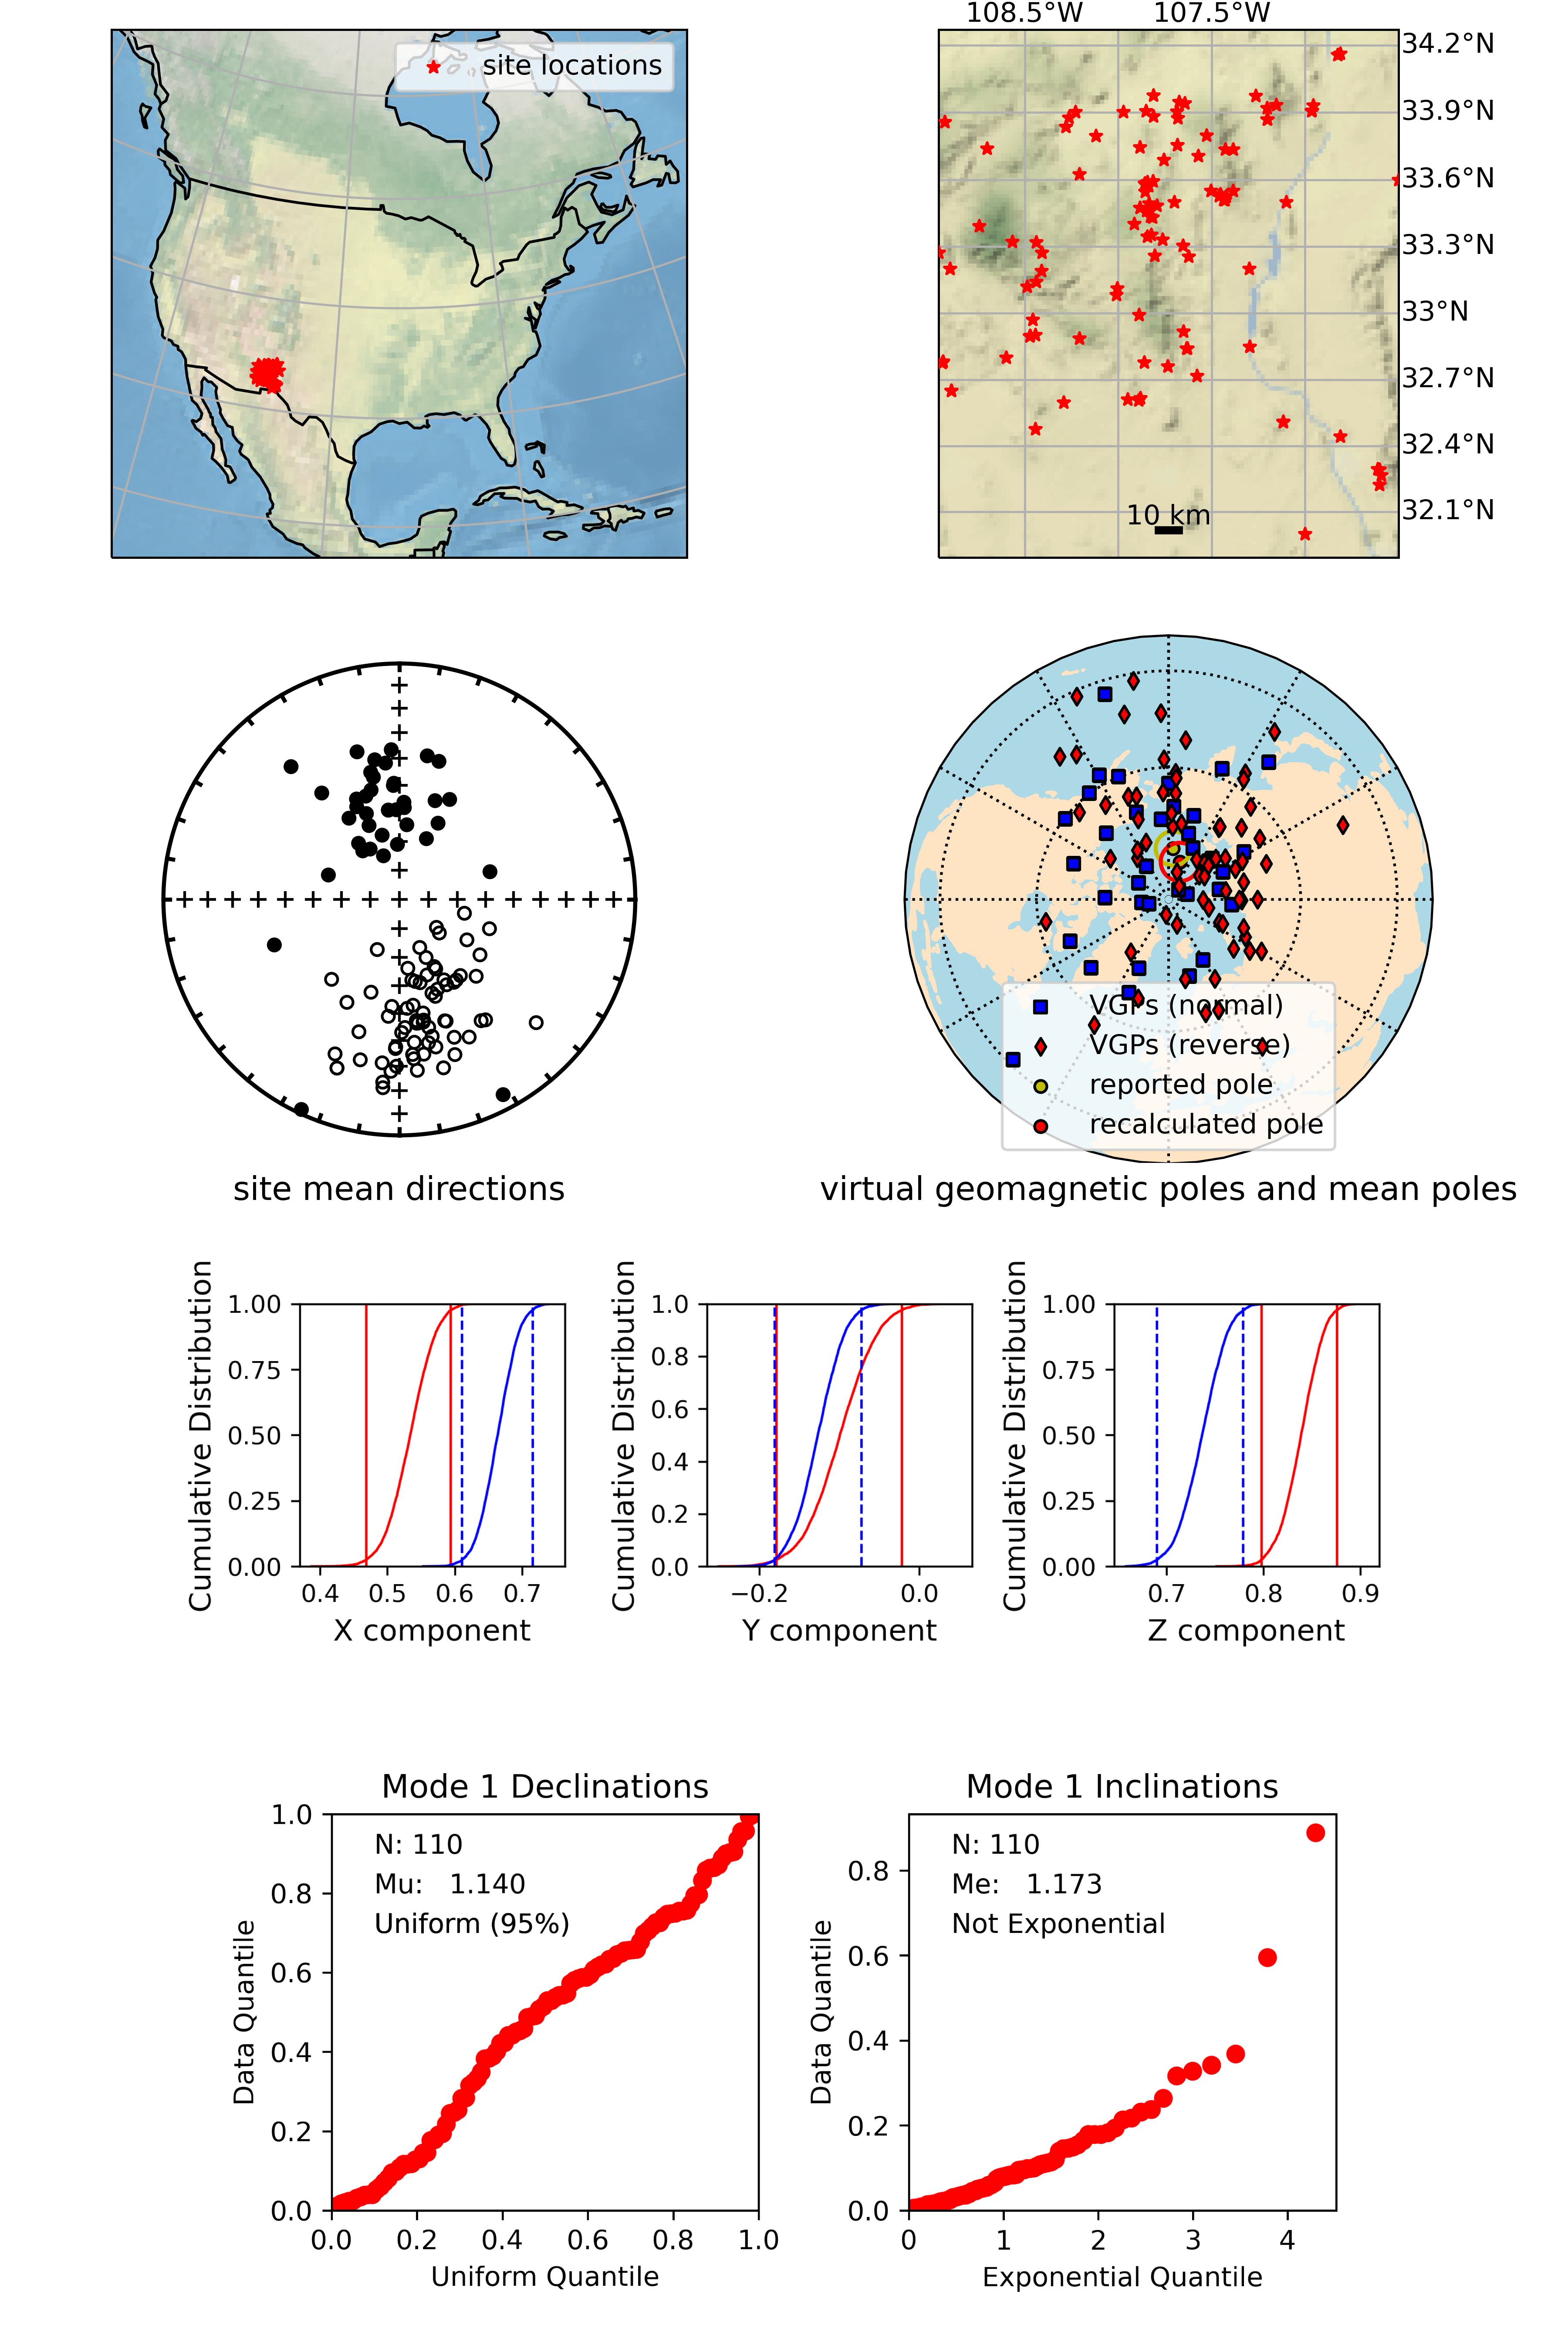 site locations
108.5°W 107.5°W
34.2°N
33.9°N
33.6°N
33.3°N
33°N
32.7°N
32.4°N
32.1°N
10 km
site mean directions
VGPs (normal)
VGPs (reverse)
reported pole
recalculated pole
virtual geomagnetic poles and mean poles
Cumulative Distribution
1.00
0.75
0.50
0.25
0.00
0.4 0.5 0.6 0.7
X component
Cumulative Distribution
1.0
0.8
0.6
0.4
0.2
0.0
−0.2 0.0
Y component
Cumulative Distribution
1.00
0.75
0.50
0.25
0.00
0.7 0.8 0.9
Z component
Mode 1 Declinations
N: 110
Mu: 1.140
Uniform (95%)
Data Quantile
1.0
0.8
0.6
0.4
0.2
0.0
0.0 0.2 0.4 0.6 0.8 1.0
Uniform Quantile
Mode 1 Inclinations
N: 110
Me: 1.173
Not Exponential
Data Quantile
0.8
0.6
0.4
0.2
0.0
0 1 2 3 4
Exponential Quantile